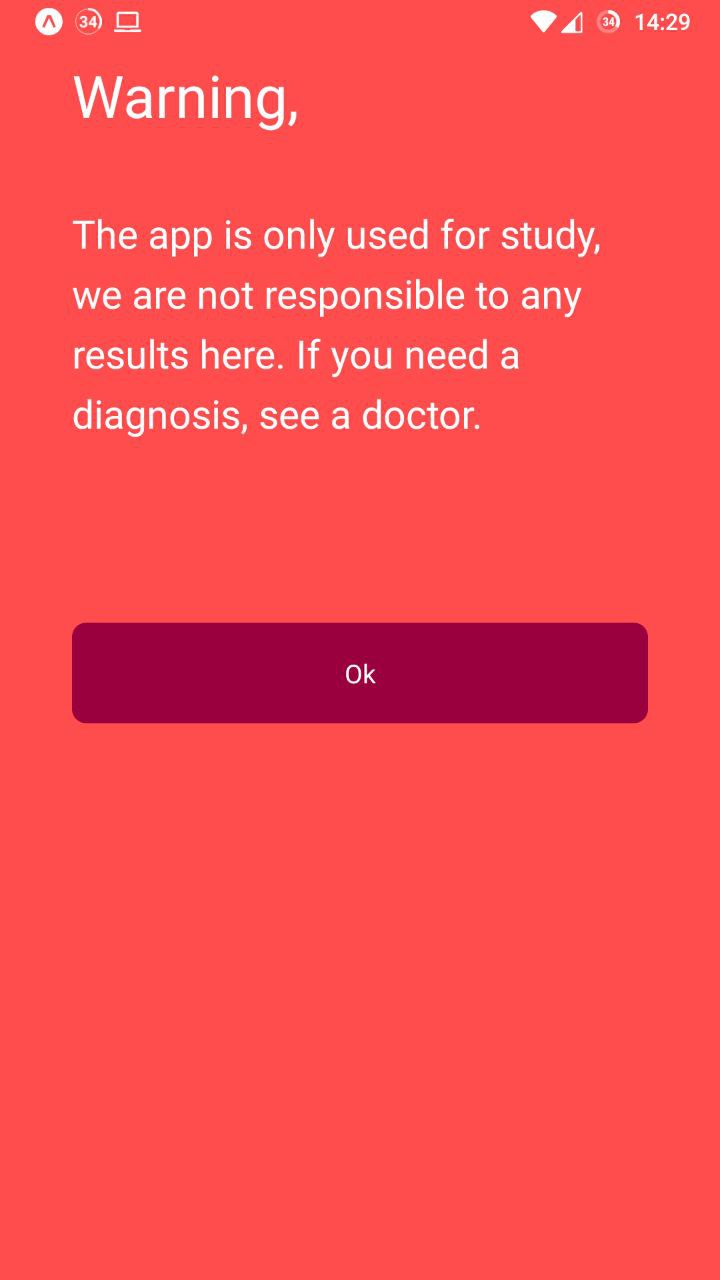 34 34 14:29
Warning,
The app is only used for study,
we are not responsible to any
results here. If you need a
diagnosis, see a doctor.
Ok